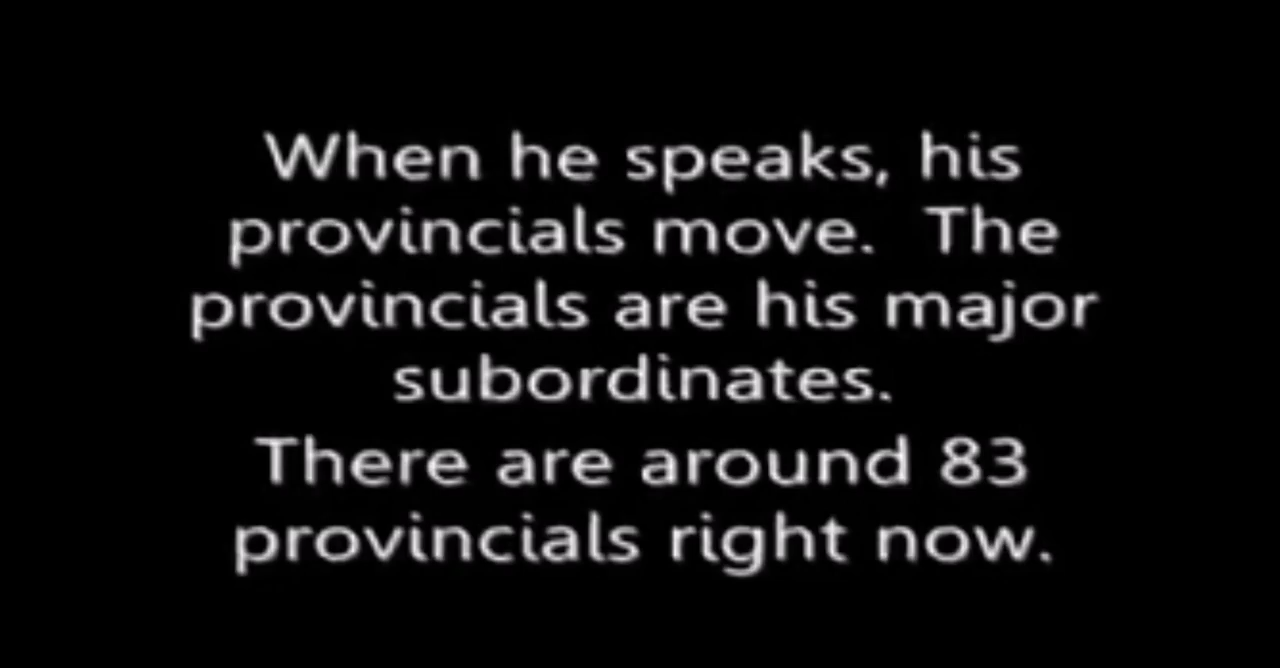 When he speaks, his
provincials move.  The
provincials are his major
subordinates.
There are around 83
provincials right now.